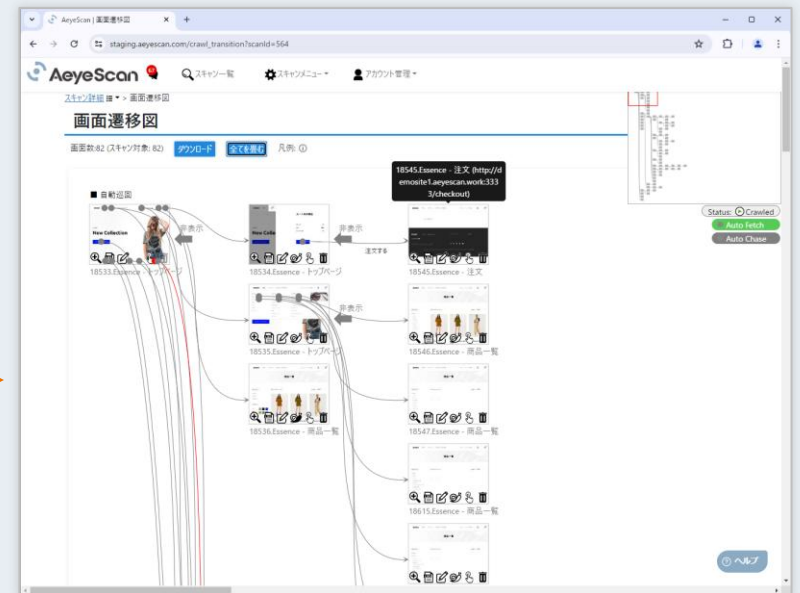 AeyeScan | 画面遷移図
staging.aeyescan.com/crawl_transition?scanId=564
AeyeScan
スキャン一覧
スキャンメニュー
アカウント管理
スキャン詳細 > 画面遷移図
画面遷移図
画面数:82 (スキャン対象: 82) ダウンロード 全てを畳む 凡例:
18545.Essence - 注文 (http://d
emosite1.aeyescan.work:333
3/checkout)
Status: Crawled
Auto Fetch
Auto Chase
■ 自動巡回
New Collection
非表示
非表示
注文する
18533.Essence - トップページ
18534.Essence - トップページ
18545.Essence - 注文
非表示
18535.Essence - トップページ
18546.Essence - 商品一覧
18536.Essence - 商品一覧
18547.Essence - 商品一覧
18615.Essence - 商品一覧
ヘルプ